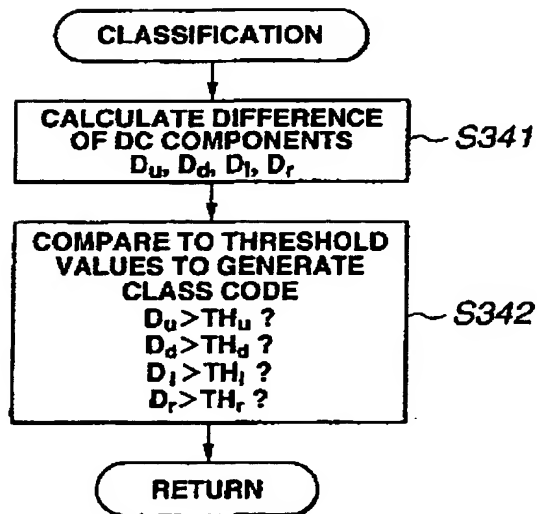 CLASSIFICATION
CALCULATE DIFFERENCE
OF DC COMPONENTS
Du, Dd, Dl, Dr
S341
COMPARE TO THRESHOLD
VALUES TO GENERATE
CLASS CODE
Du>THu ?
Dd>THd ?
Dl>THl ?
Dr>THr ?
S342
RETURN